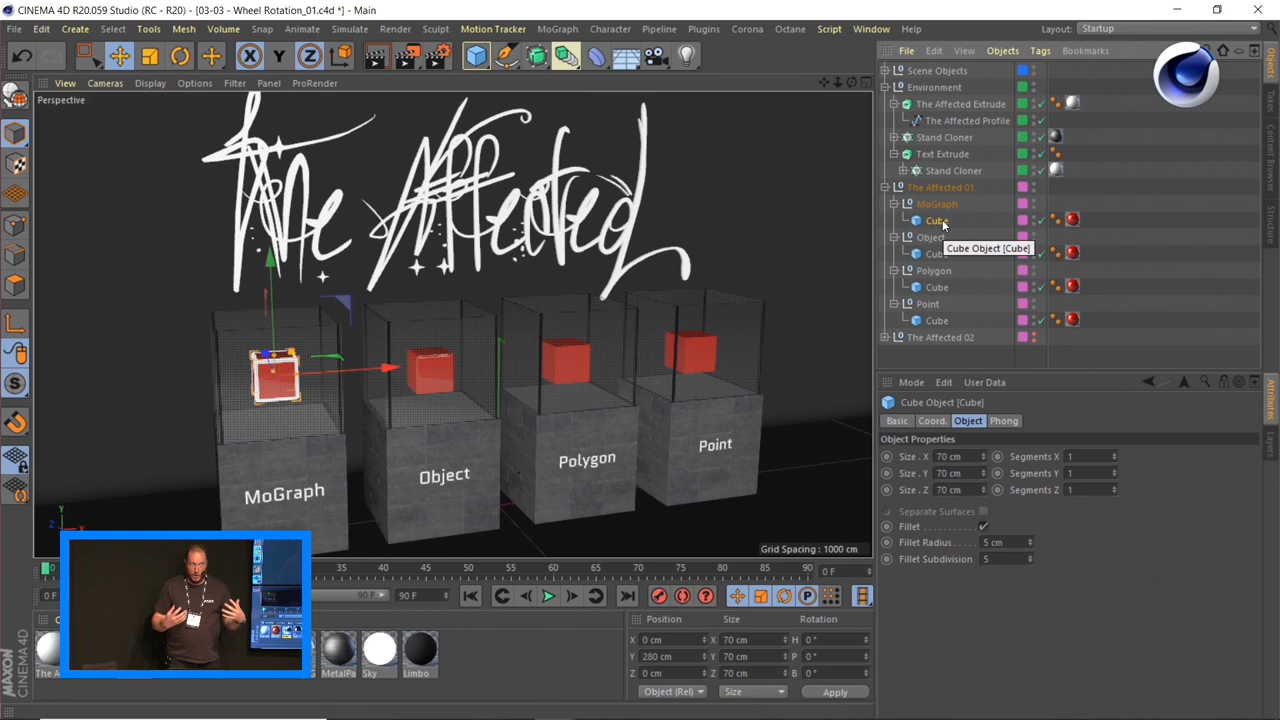 CINEMA 4D R20.059 Studio (RC - R20) - [03-03 - Wheel Rotation_01.c4d *] - Main
File Edit Create Select Tools Mesh Volume Snap Animate Simulate Render Sculpt Motion Tracker MoGraph Character Pipeline Plugins Corona Octane Script Window Help Layout: Startup
X Y Z
File Edit View Objects Tags Bookmarks
View Cameras Display Options Filter Panel ProRender
Perspective
The Affected
MoGraph
Object
Polygon
Point
Y
Z X
Grid Spacing : 1000 cm
Scene Objects
Environment
The Affected Extrude
The Affected Profile
Stand Cloner
Text Extrude
Stand Cloner
The Affected 01
MoGraph
Cube
Object
Cube Object [Cube]
Cube
Polygon
Cube
Point
Cube
The Affected 02
Objects
Takes
Content Browser
Structure
Mode Edit User Data
Cube Object [Cube]
Basic Coord. Object Phong
Object Properties
Size . X 70 cm Segments X 1
Size . Y 70 cm Segments Y 1
Size . Z 70 cm Segments Z 1
Separate Surfaces
Fillet
Fillet Radius 5 cm
Fillet Subdivision 5
Attributes
Layers
35 40 45 50 55 60 65 70 75 80 85 90 0 F
0 F 90 F 90 F
The A MetalPa Sky Limbo
Position Size Rotation
X 0 cm X 70 cm H 0 °
Y 280 cm Y 70 cm P 0 °
Z 0 cm Z 70 cm B 0 °
Object (Rel) Size Apply
MAXON
CINEMA 4D